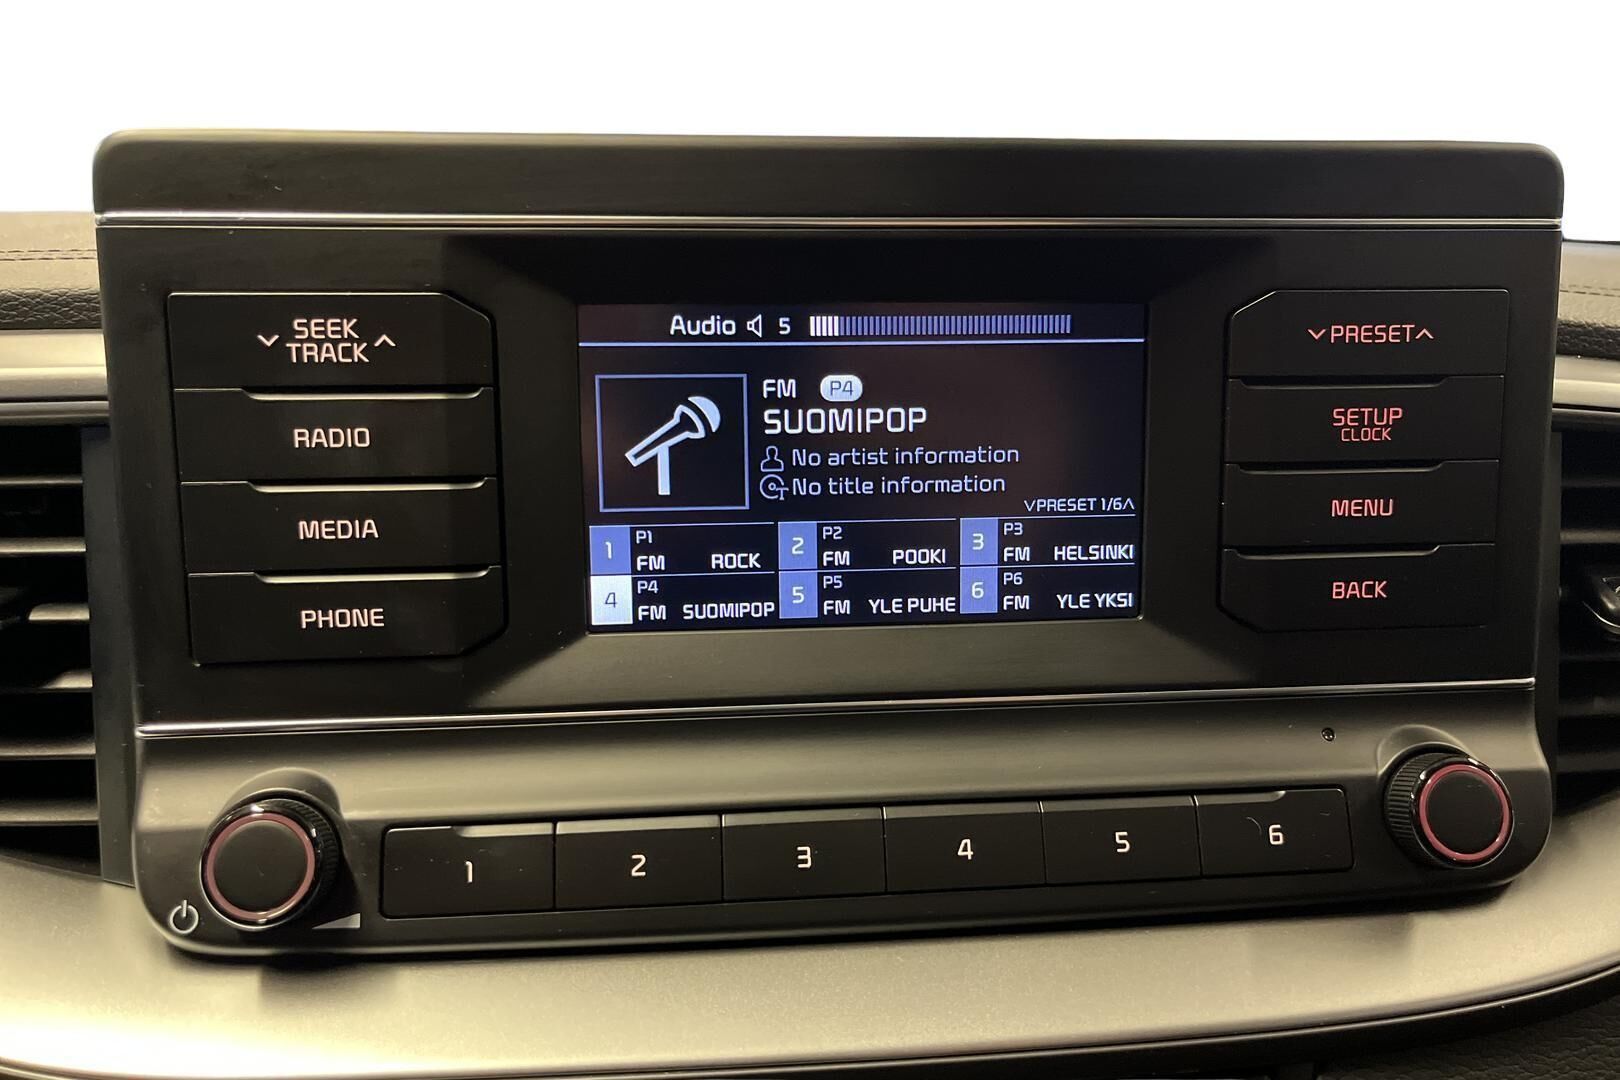 SEEK
TRACK
RADIO
MEDIA
PHONE
Audio 5
FM P4
SUOMIPOP
No artist information
No title information
PRESET 1/6
1 P1 FM ROCK
2 P2 FM POOKI
3 P3 FM HELSINKI
4 P4 FM SUOMIPOP
5 P5 FM YLE PUHE
6 P6 FM YLE YKSI
PRESET
SETUP
CLOCK
MENU
BACK
1 2 3 4 5 6